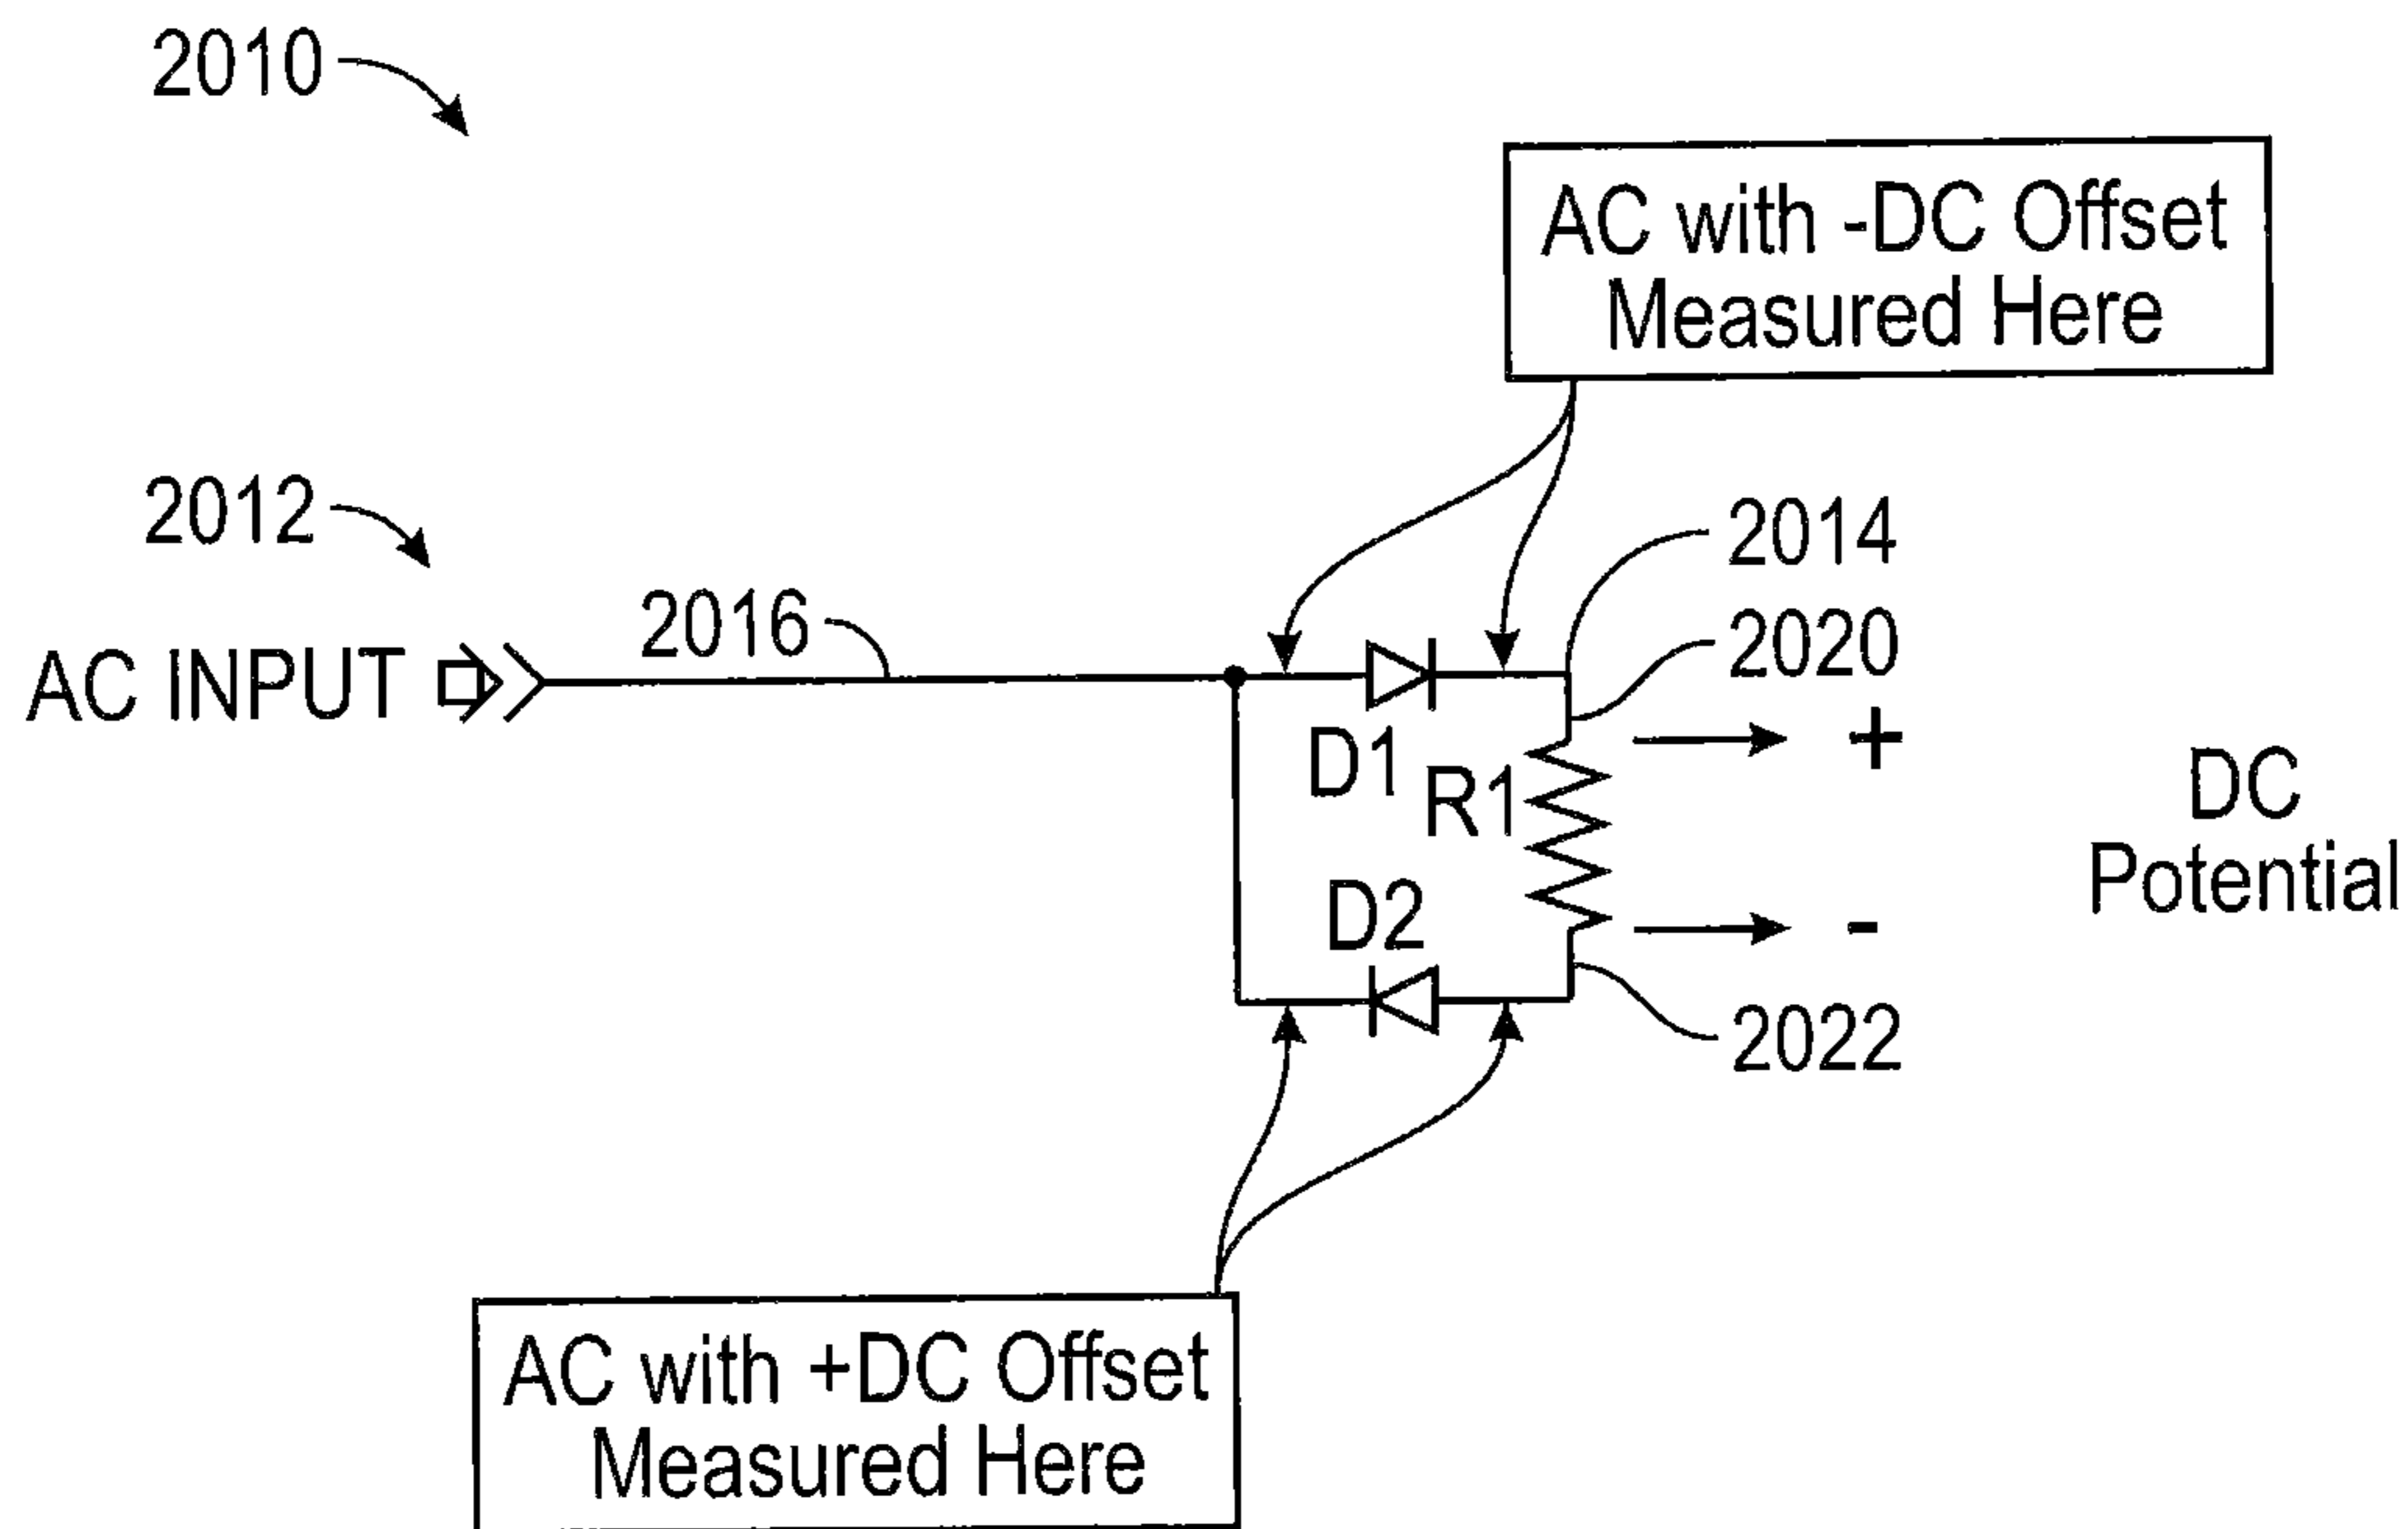 2010
AC with -DC Offset
Measured Here
2012
2014
2016
2020
AC INPUT
+
D1
R1
DC
Potential
D2
-
2022
AC with +DC Offset
Measured Here